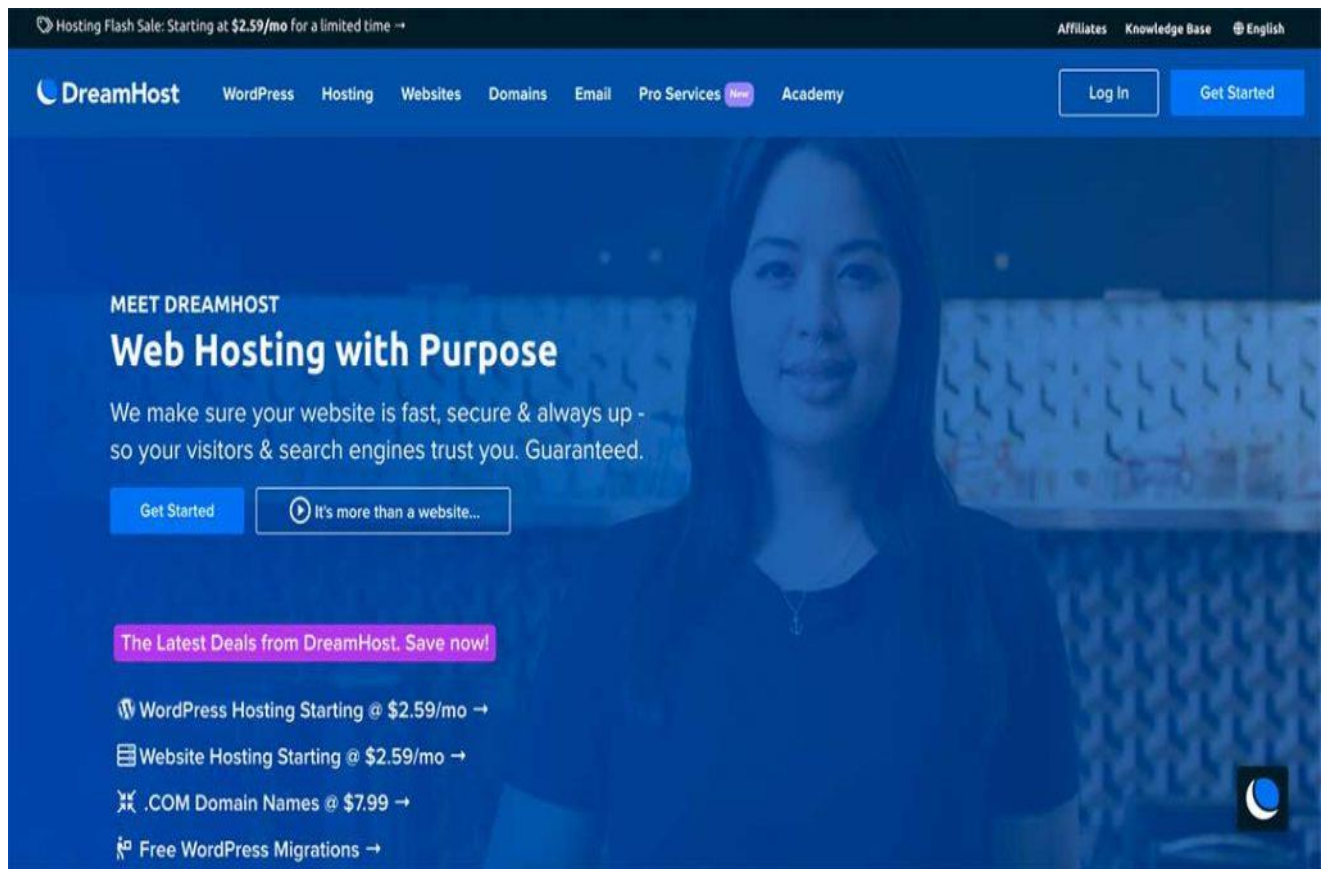 Hosting Flash Sale: Starting at $2.59/mo for a limited time →
Affiliates Knowledge Base English
DreamHost WordPress Hosting Websites Domains Email Pro Services New Academy Log In Get Started
MEET DREAMHOST
Web Hosting with Purpose
We make sure your website is fast, secure & always up -
so your visitors & search engines trust you. Guaranteed.
Get Started It's more than a website...
The Latest Deals from DreamHost. Save now!
WordPress Hosting Starting @ $2.59/mo →
Website Hosting Starting @ $2.59/mo →
.COM Domain Names @ $7.99 →
Free WordPress Migrations →